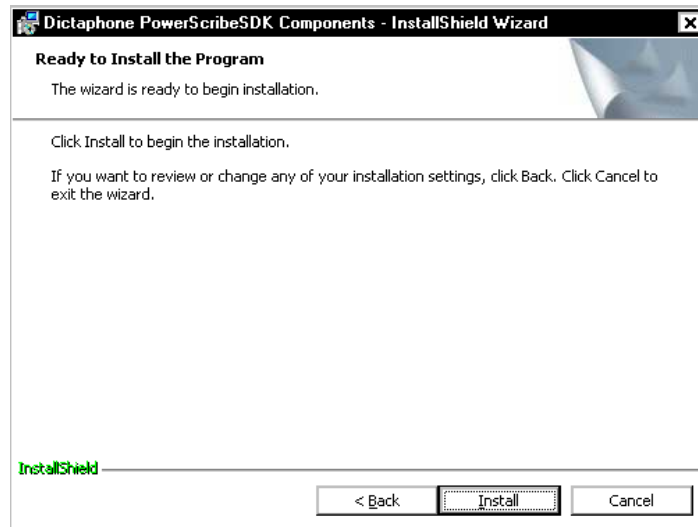 Dictaphone PowerScribeSDK Components - InstallShield Wizard
Ready to Install the Program
The wizard is ready to begin installation.
Click Install to begin the installation.
If you want to review or change any of your installation settings, click Back. Click Cancel to
exit the wizard.
InstallShield
< Back Install Cancel